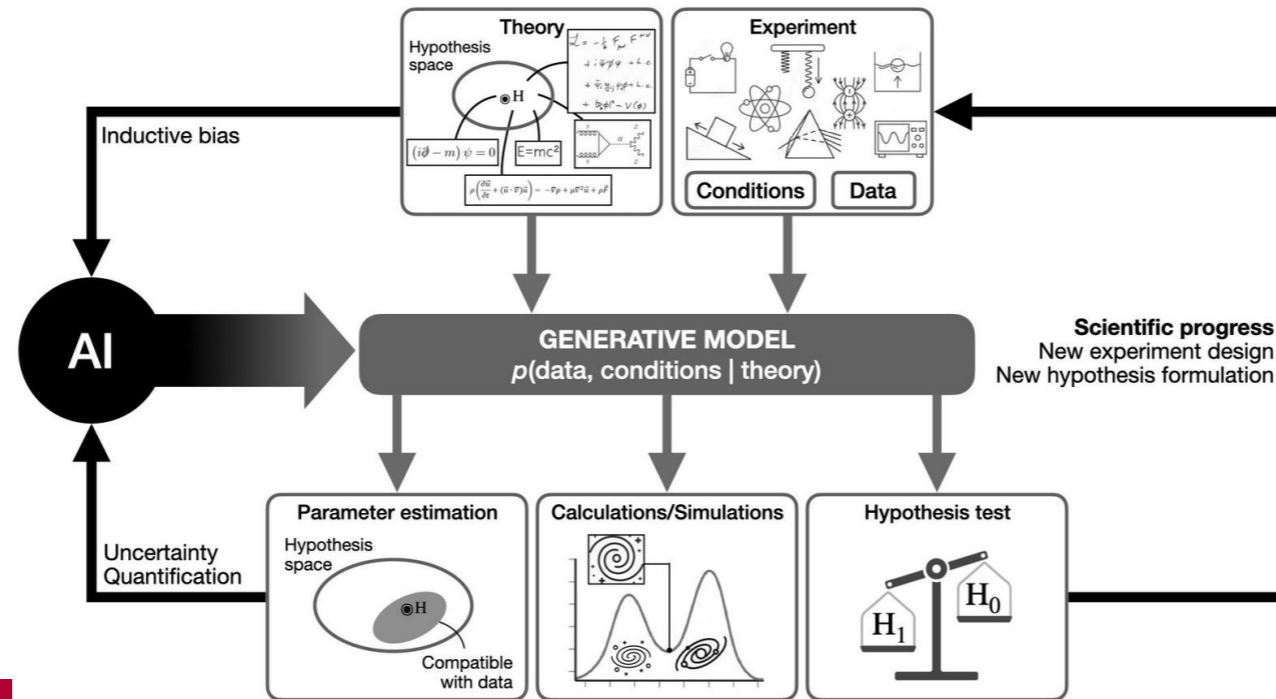 Theory
Hypothesis
space
H
(i∂̸ − m) ψ = 0
E=mc²
ρ(∂u⃗/∂t + (u⃗ · ∇)u⃗) = −∇p + μ∇²u⃗ + ρF⃗
Experiment
Conditions
Data
Inductive bias
AI
GENERATIVE MODEL
p(data, conditions | theory)
Scientific progress
New experiment design
New hypothesis formulation
Uncertainty
Quantification
Parameter estimation
Hypothesis
space
H
Compatible
with data
Calculations/Simulations
Hypothesis test
H₁
H₀